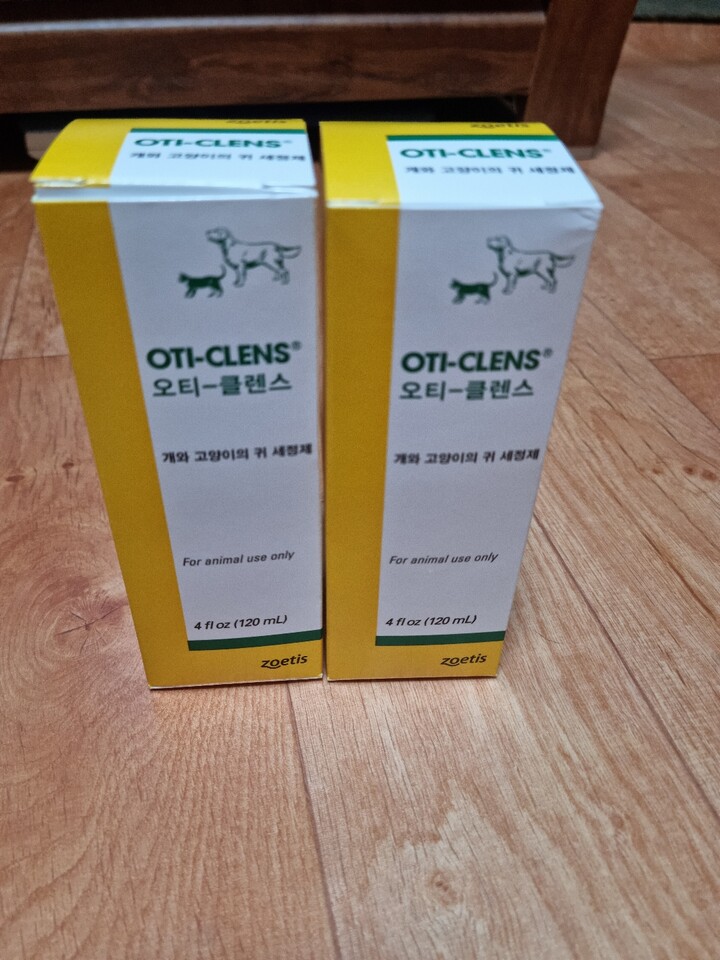 zoetis
OTI-CLENS®
개와 고양이의 귀 세정제
OTI-CLENS®
오티-클렌스
개와 고양이의 귀 세정제
For animal use only
4 fl oz (120 mL)
zoetis
zoetis
OTI-CLENS®
개와 고양이의 귀 세정제
OTI-CLENS®
오티-클렌스
개와 고양이의 귀 세정제
For animal use only
4 fl oz (120 mL)
zoetis